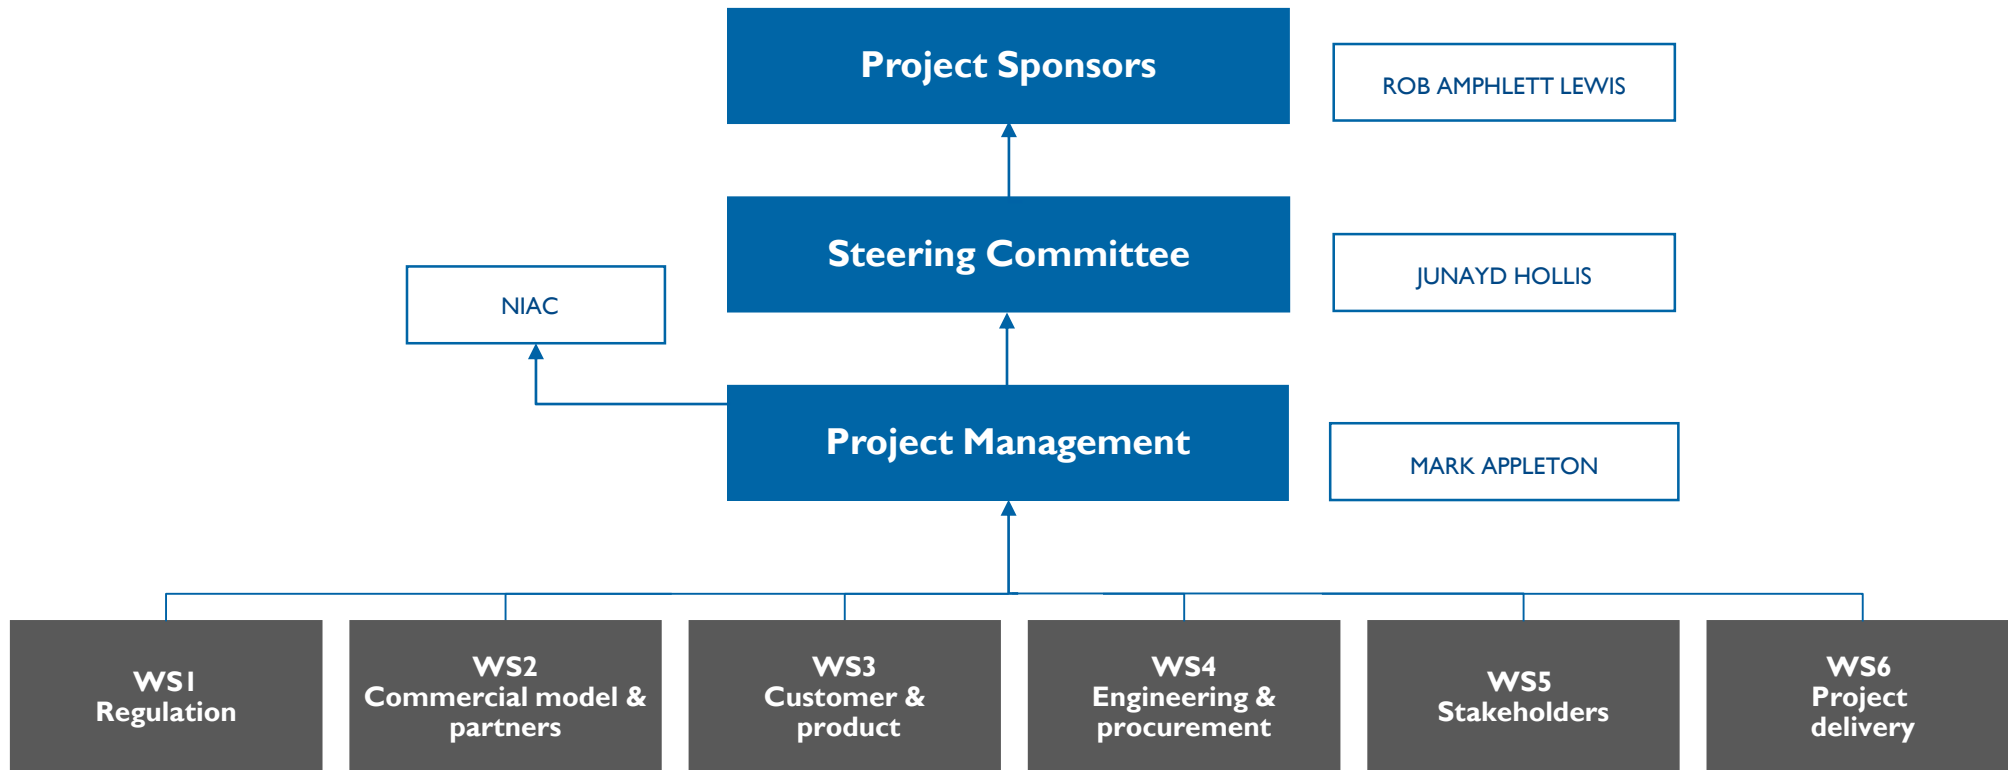 Project Sponsors
ROB AMPHLETT LEWIS
Steering Committee
JUNAYD HOLLIS
NIAC
Project Management
MARK APPLETON
WS1
Regulation
WS2
Commercial model &
partners
WS3
Customer &
product
WS4
Engineering &
procurement
WS5
Stakeholders
WS6
Project
delivery